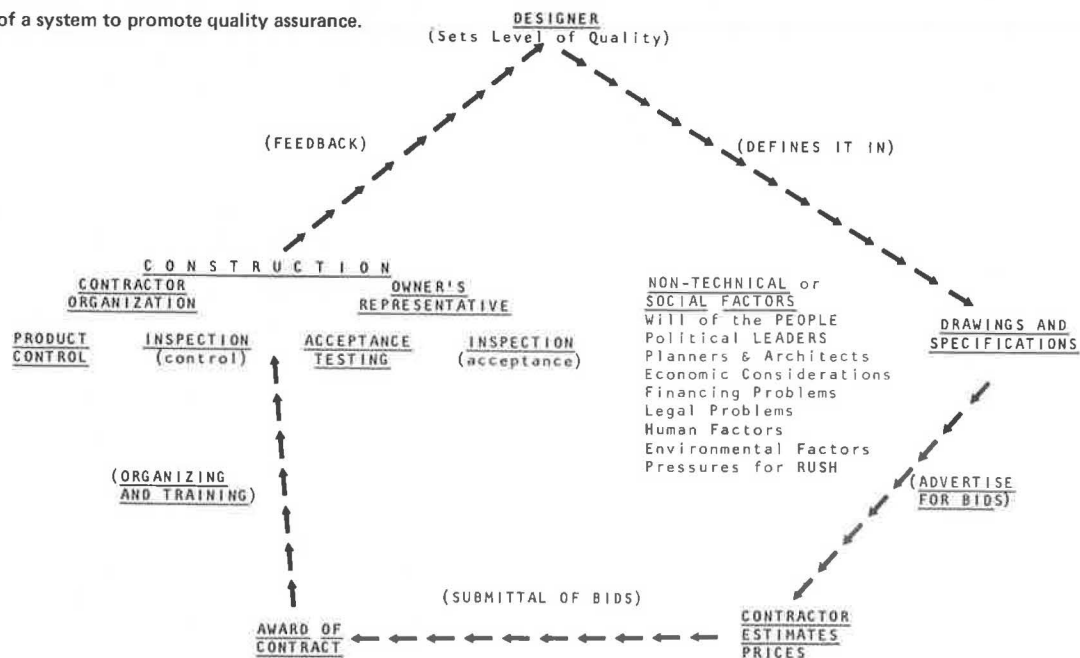 of a system to promote quality assurance.
DESIGNER
(Sets Level of Quality)
(FEEDBACK)
(DEFINES IT IN)
C O N S T R U C T I O N
CONTRACTOR
ORGANIZATION
OWNER'S
REPRESENTATIVE
PRODUCT
CONTROL
INSPECTION
(control)
ACCEPTANCE
TESTING
INSPECTION
(acceptance)
NON-TECHNICAL or
SOCIAL FACTORS
Will of the PEOPLE
Political LEADERS
Planners & Architects
Economic Considerations
Financing Problems
Legal Problems
Human Factors
Environmental Factors
Pressures for RUSH
DRAWINGS AND
SPECIFICATIONS
(ORGANIZING
AND TRAINING)
(ADVERTISE
FOR BIDS)
(SUBMITTAL OF BIDS)
AWARD OF
CONTRACT
CONTRACTOR
ESTIMATES
PRICES